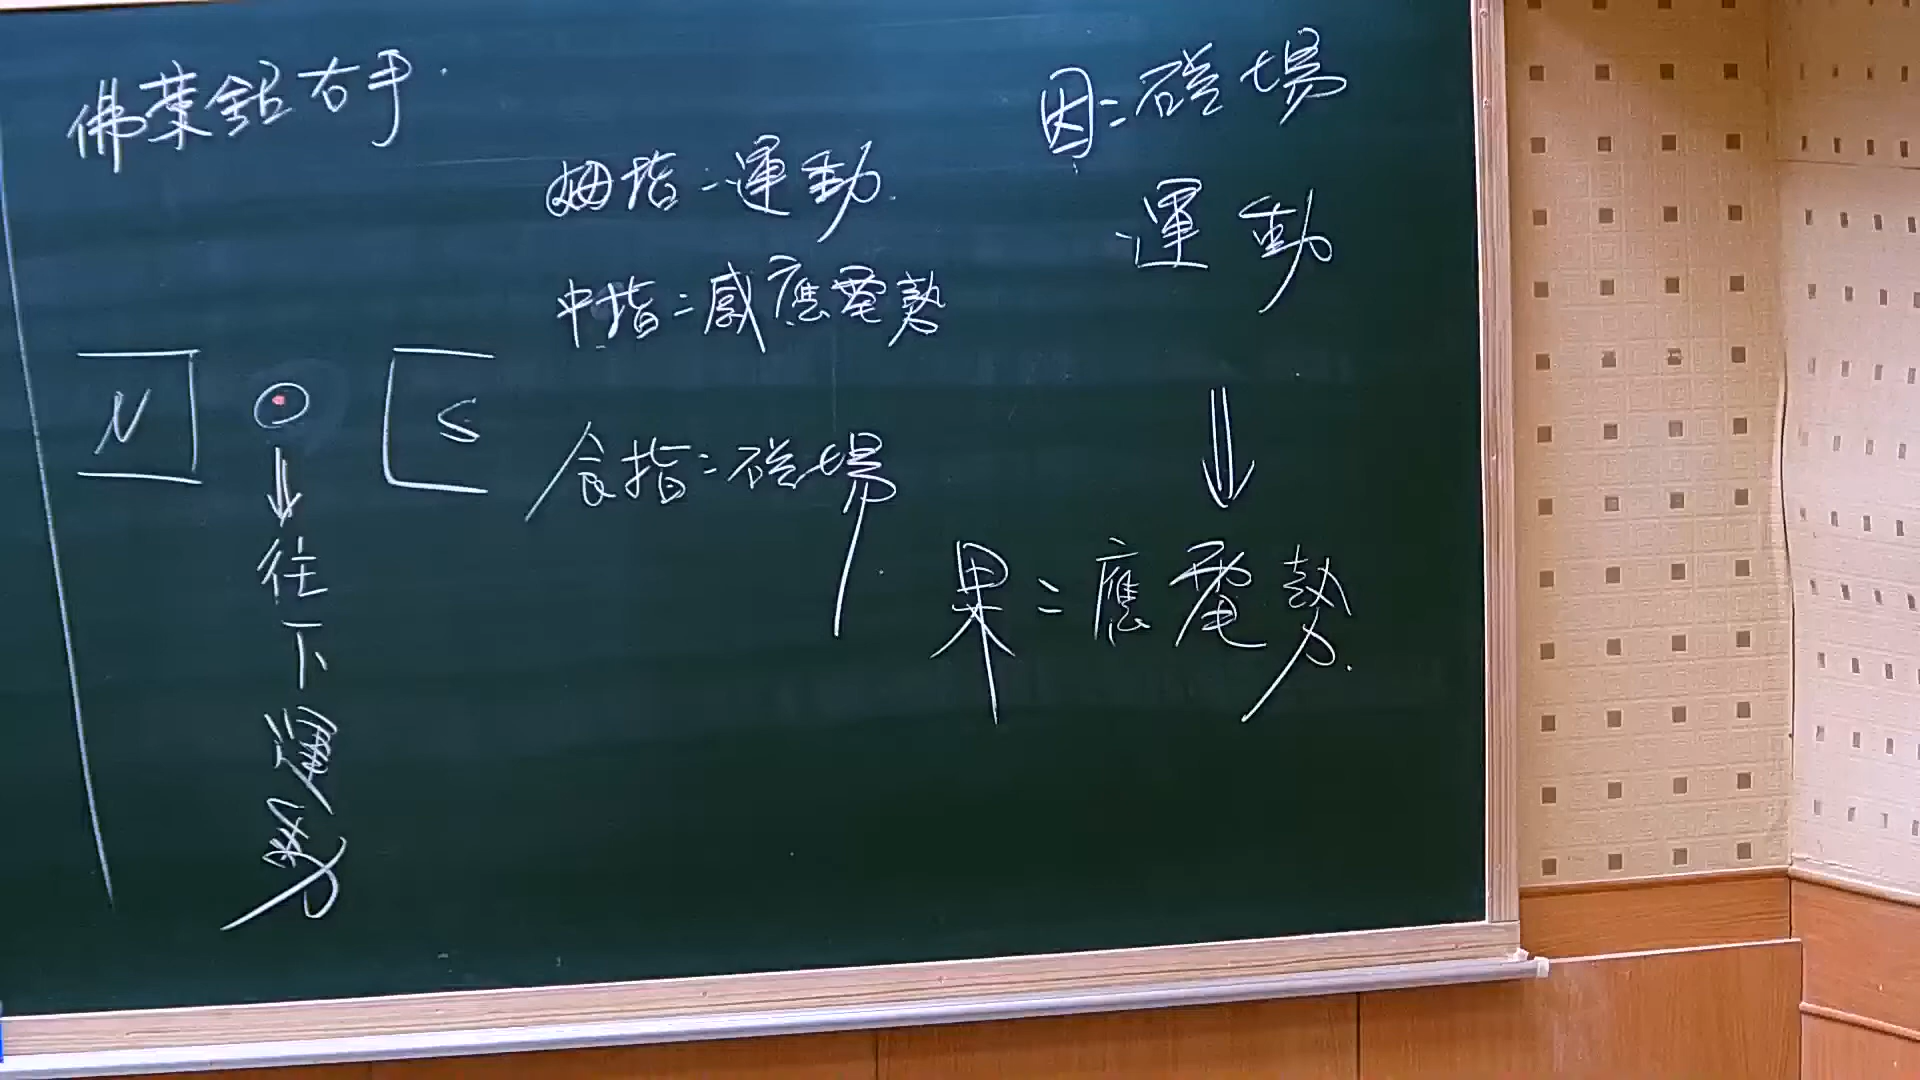 佛萊銘右手.
姆指=運動.
中指=感應電勢
食指=磁場
N
S
往下運動
因=磁場
運動
果=應電勢.